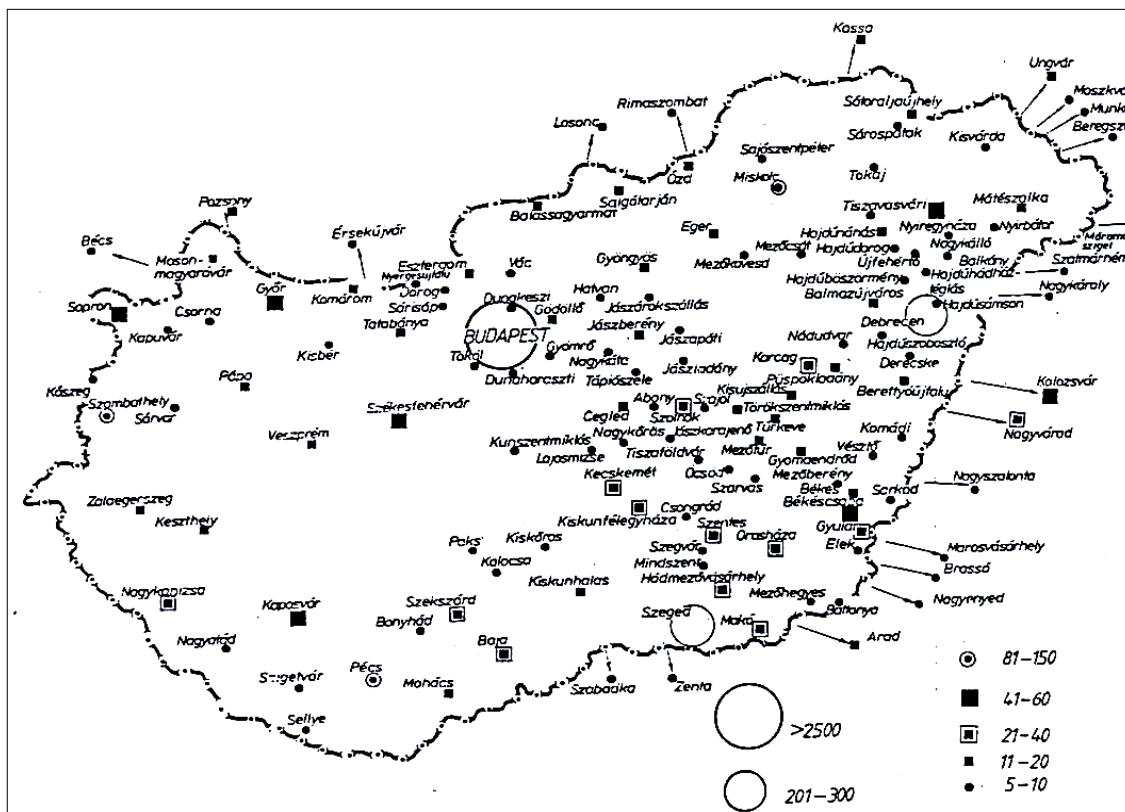 Kassa
Ungvár
Rimaszombat
Losonc
Sátoraljaújhely
Sárospatak
Kisvárda
Sajószentpéter
Ózd
Miskolc
Tokaj
Salgótarján
Balassagyarmat
Mátészalka
Tiszavasvári
Pozsony
Érsekújvár
Bécs
Eger
Mezőcsát
Mezőkövesd
Hajdúnánás
Hajdúdorog
Nyíregyháza
Nyírbátor
Nagykálló
Újfehértó
Balkány
Moson-
magyaróvár
Esztergom
Nyergesújfalu
Vác
Gyöngyös
Hajdúböszörmény
Hajdúhádház-
téglás
Nagykároly
Sopron
Győr
Komárom
Dorog
Sárisáp
Hatvan
Jászárokszállás
Balmazújváros
Hajdúsámson
Csorna
Kapuvár
Tatabánya
Dunakeszi
Gödöllő
BUDAPEST
Jászberény
Debrecen
Kisbér
Gyömrő
Jászapáti
Nádudvar
Hajdúszoboszló
Tököl
Nagykáta
Jászladány
Karcag
Derecske
Dunaharaszti
Tápiószele
Püspökladány
Berettyóújfalu
Kőszeg
Pápa
Kolozsvár
Szombathely
Sárvár
Székesfehérvár
Abony
Szajol
Kisújszállás
Cegléd
Szolnok
Törökszentmiklós
Veszprém
Kunszentmiklós
Nagykőrös
Jászkarajenő
Túrkeve
Komádi
Nagyvárad
Lajosmizse
Tiszaföldvár
Mezőtúr
Vésztő
Gyomaendrőd
Kecskemét
Öcsöd
Mezőberény
Szarvas
Békés
Sarkad
Nagyszalonta
Zalaegerszeg
Keszthely
Csongrád
Békéscsaba
Kiskunfélegyháza
Szentes
Orosháza
Gyula
Paks
Kiskőrös
Szegvár
Elek
Marosvásárhely
Kalocsa
Mindszent
Brassó
Kiskunhalas
Hódmezővásárhely
Mezőhegyes
Battonya
Nagyenyed
Nagykanizsa
Kaposvár
Szekszárd
Bonyhád
Szeged
Makó
Nagyatád
Baja
Arad
Szigetvár
Pécs
Mohács
Szabadka
Zenta
Sellye
81–150
41–60
>2500
21–40
11–20
201–300
5–10